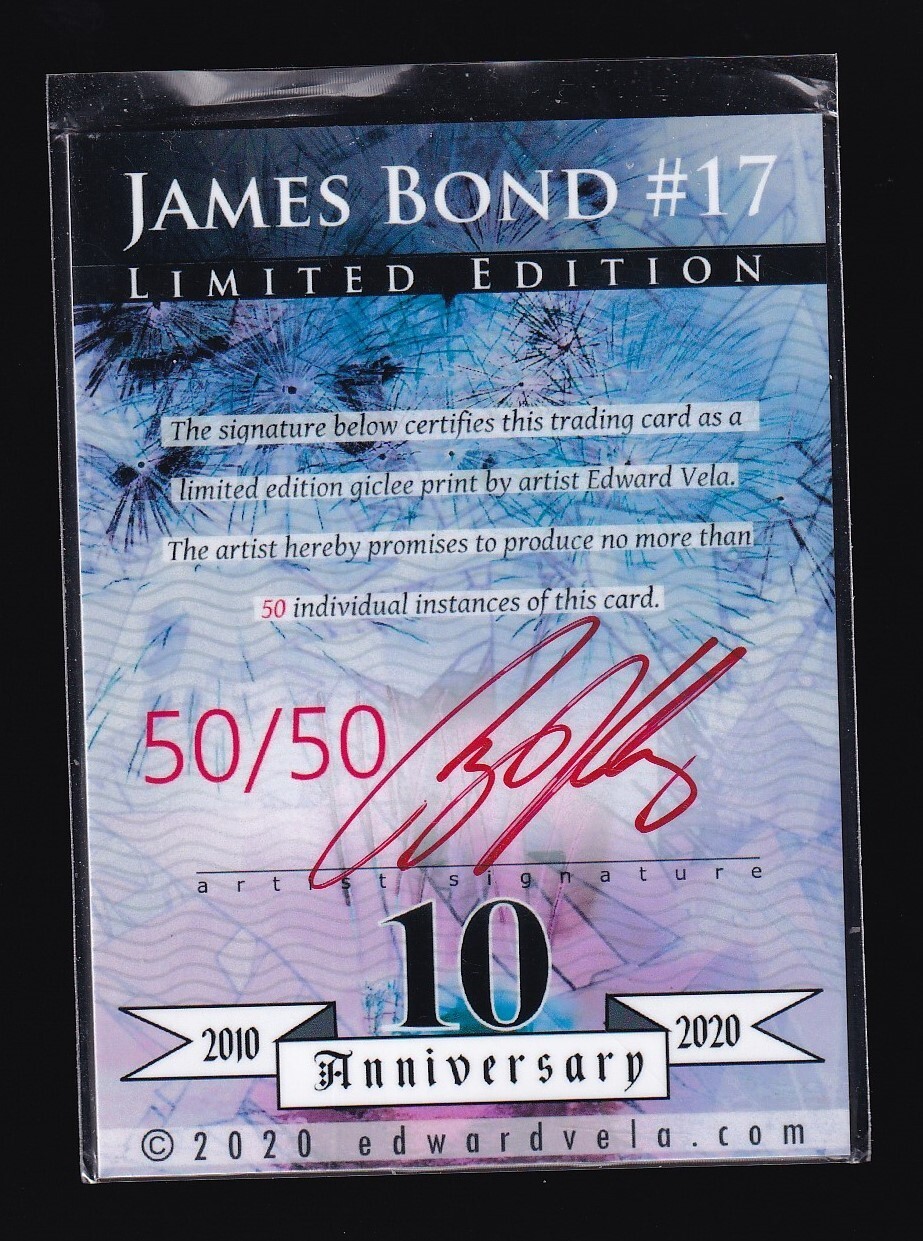 JAMES BOND #17
LIMITED EDITION
The signature below certifies this trading card as a
limited edition giclee print by artist Edward Vela.
The artist hereby promises to produce no more than
50 individual instances of this card.
50/50
artist signature
10
2010 2020
Anniversary
©2020 edwardvela.com